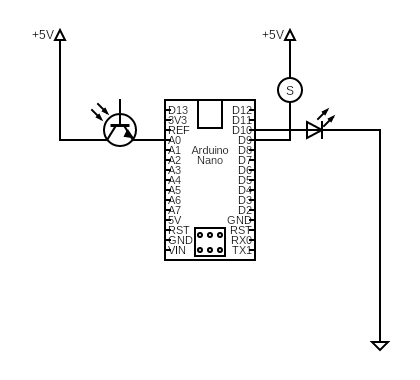 +5V
+5V
S
D13
3V3
REF
A0
A1
A2
A3
A4
A5
A6
A7
5V
RST
GND
VIN
Arduino
Nano
D12
D11
D10
D9
D8
D7
D6
D5
D4
D3
D2
GND
RST
RX0
TX1